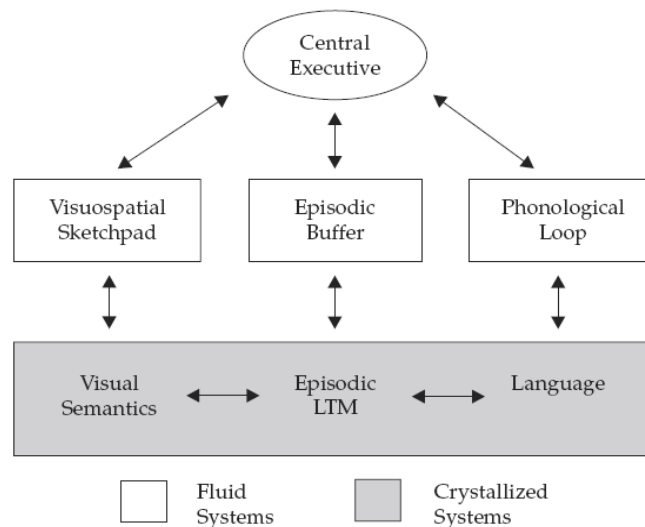 Central
Executive
Visuospatial
Sketchpad
Episodic
Buffer
Phonological
Loop
Visual
Semantics
Episodic
LTM
Language
Fluid
Systems
Crystallized
Systems